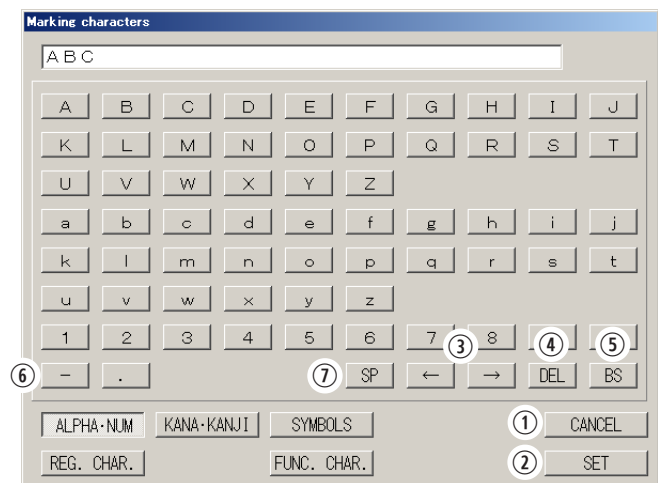 Marking characters
ABC
A B C D E F G H I J
K L M N O P Q R S T
U V W X Y Z
a b c d e f g h i j
k l m n o p q r s t
u v w x y z
1 2 3 4 5 6 7 ③ 8 ④ ⑤
⑥ − . ⑦ SP ← → DEL BS
ALPHA・NUM KANA・KANJI SYMBOLS ① CANCEL
REG. CHAR. FUNC. CHAR. ② SET